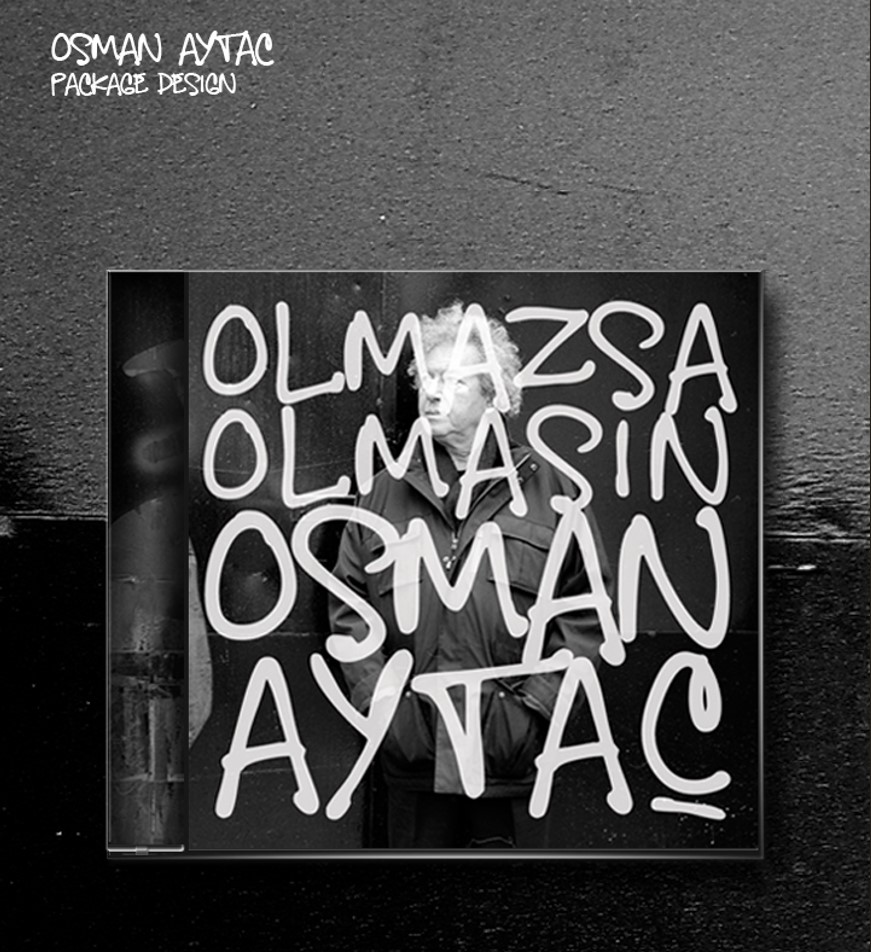 OSMAN AYTAC
PACKAGE DESIGN
OLMAZSA
OLMASIN
OSMAN
AYTAÇ